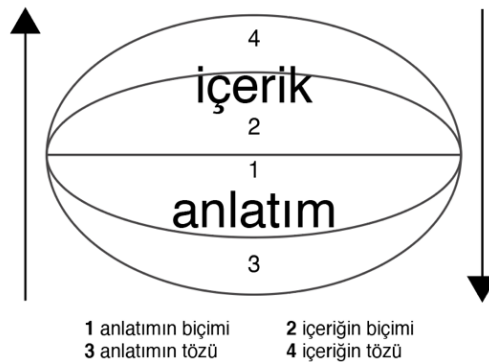 4
içerik
2
1
anlatım
3
1 anlatımın biçimi 2 içeriğin biçimi
3 anlatımın tözü 4 içeriğin tözü